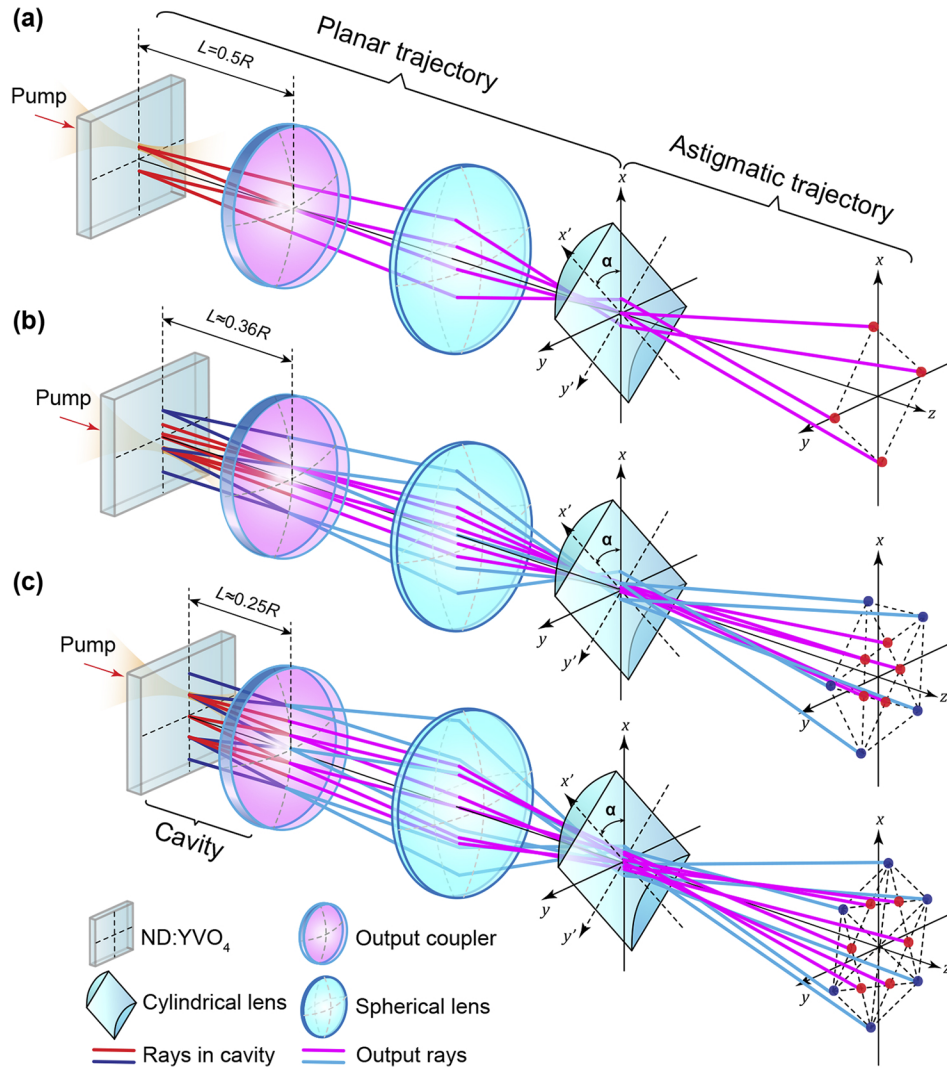 (a)
L=0.5R
Planar trajectory
Pump
Astigmatic trajectory
x
x′
α
x
y
y′
y
z
(b)
L≈0.36R
Pump
x
x′
α
x
y
y′
y
z
(c)
L≈0.25R
Pump
x
x′
α
x
Cavity
y
y′
y
z
ND:YVO₄
Output coupler
Cylindrical lens
Spherical lens
Rays in cavity
Output rays